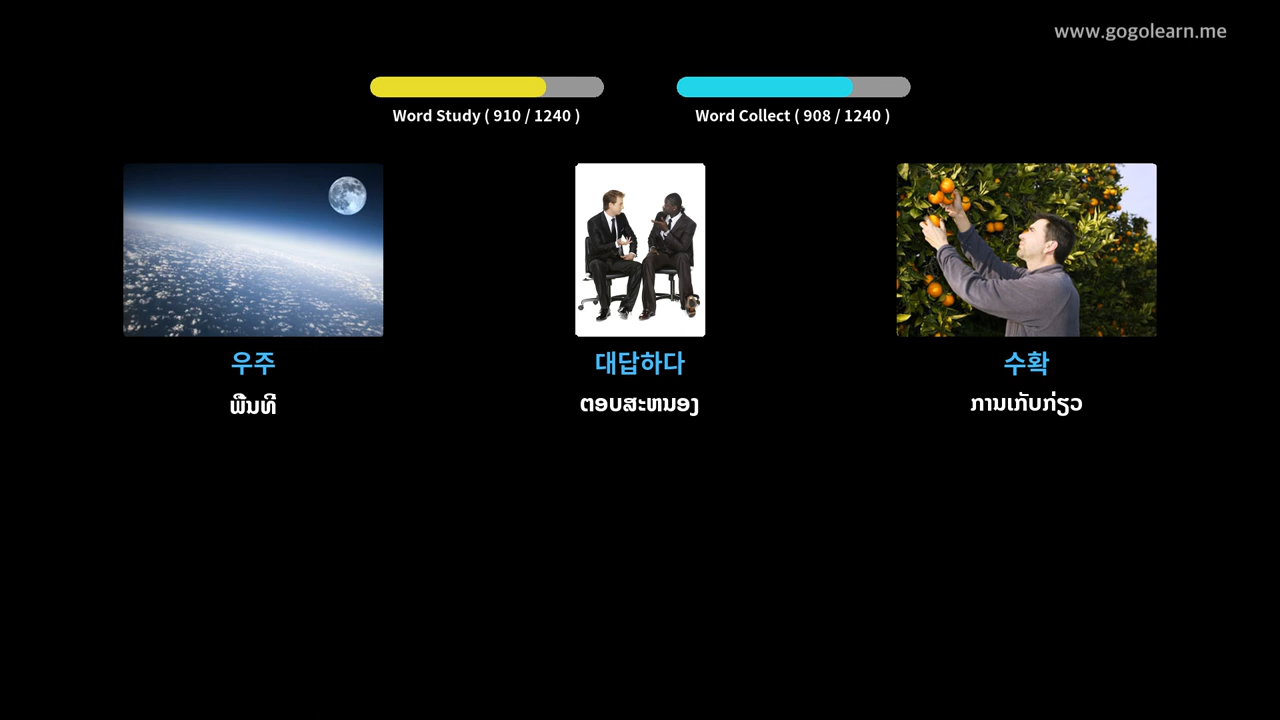 www.gogolearn.me
Word Study ( 910 / 1240 )
Word Collect ( 908 / 1240 )
우주
대답하다
수확
ພື້ນທີ່
ຕອບສະຫນອງ
ການເກັບກ່ຽວ